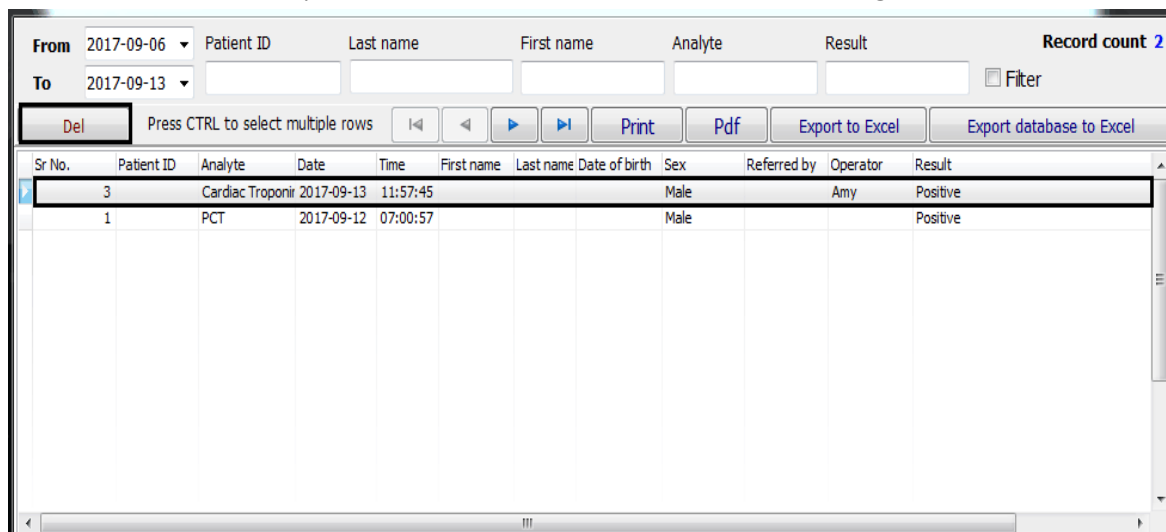 From 2017-09-06 Patient ID Last name First name Analyte Result Record count 2
To 2017-09-13 Filter
Del Press CTRL to select multiple rows Print Pdf Export to Excel Export database to Excel
Sr No. Patient ID Analyte Date Time First name Last name Date of birth Sex Referred by Operator Result
3 Cardiac Troponin 2017-09-13 11:57:45 Male Amy Positive
1 PCT 2017-09-12 07:00:57 Male Positive